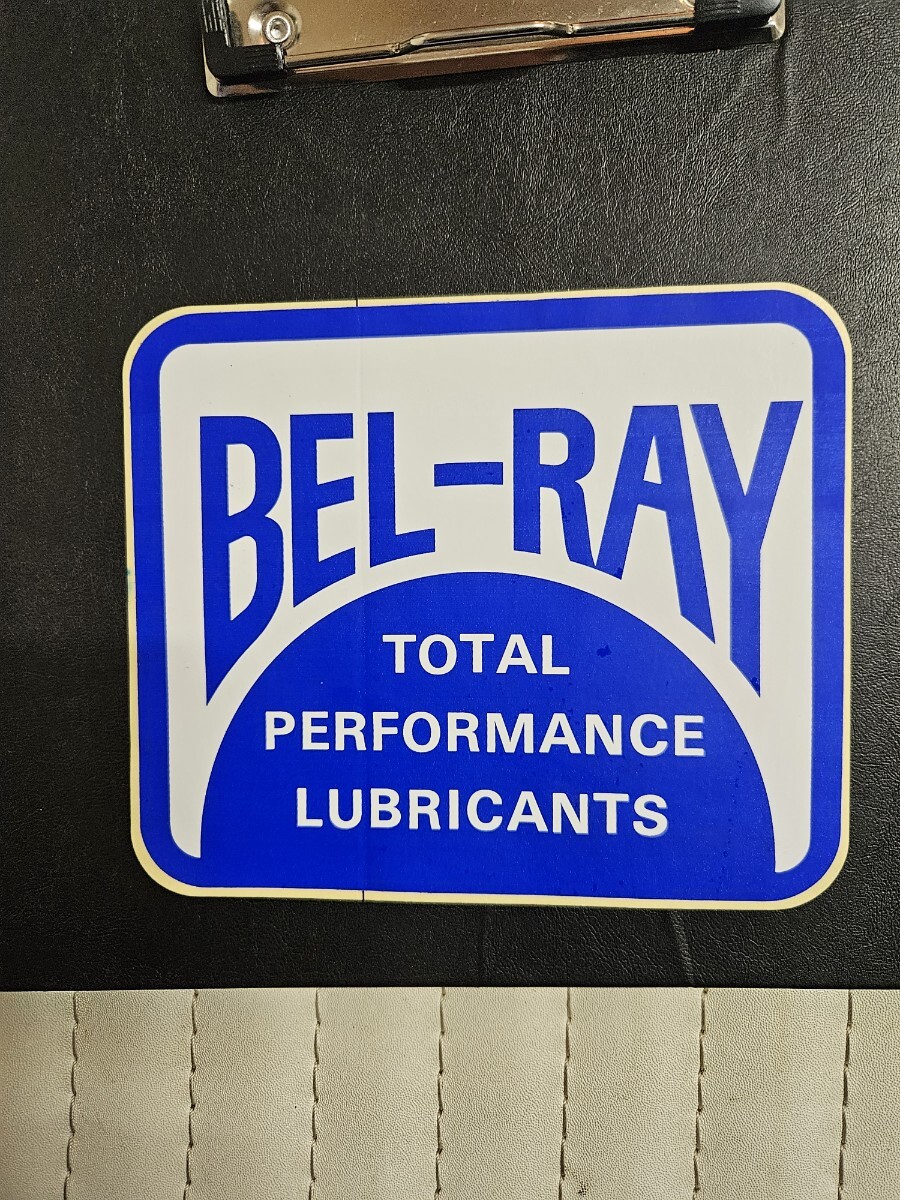 BEL-RAY
TOTAL
PERFORMANCE
LUBRICANTS